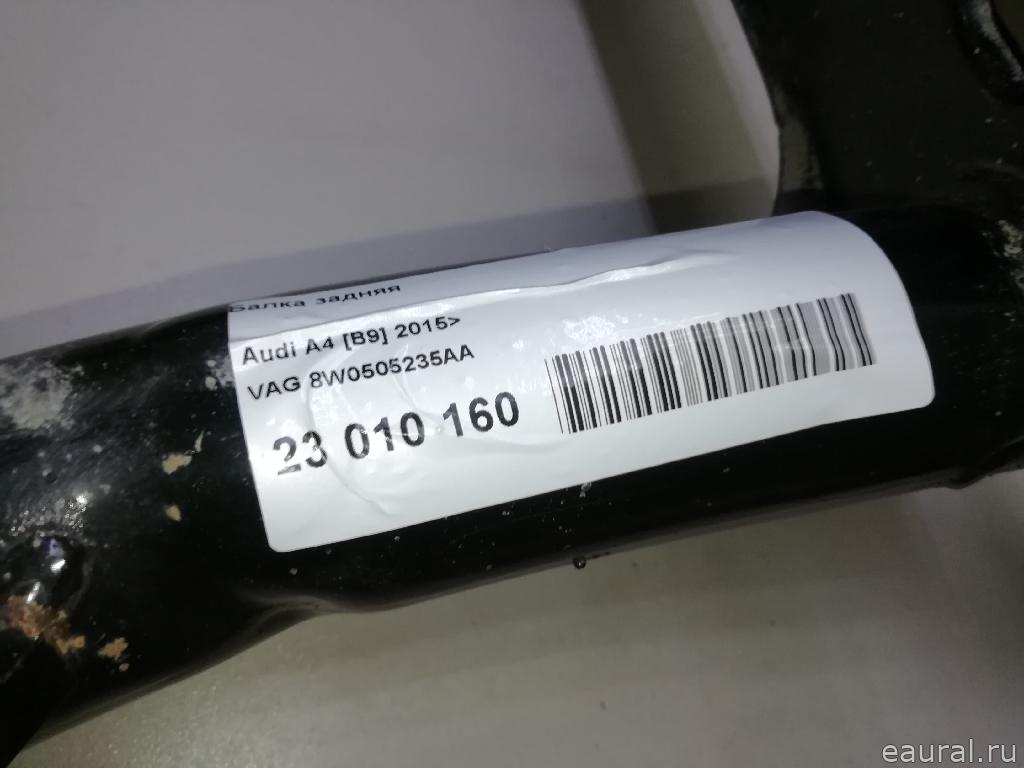 Балка задняя
Audi A4 [B9] 2015>
VAG 8W0505235AA
23 010 160
eaural.ru